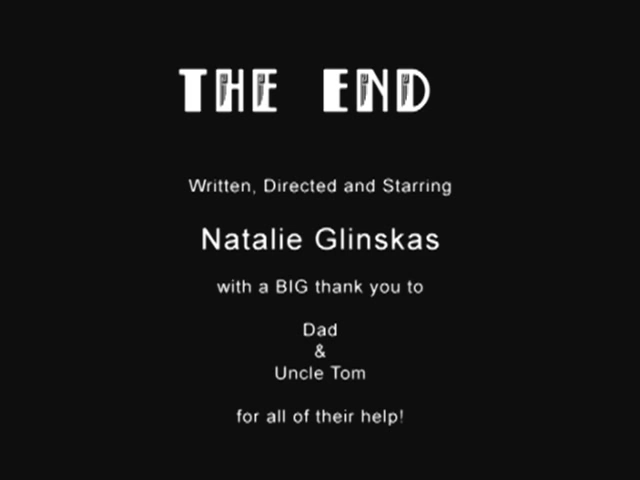 THE END
Written, Directed and Starring
Natalie Glinskas
with a BIG thank you to
Dad
&
Uncle Tom
for all of their help!